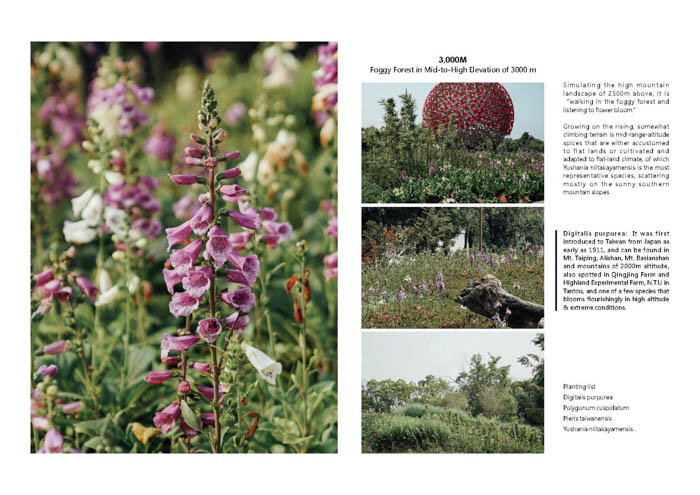 3,000M
Foggy Forest in Mid-to-High Elevation of 3000 m
Simulating the high mountain
landscape of 2500m above, it is
"walking in the foggy forest and
listening to flower bloom."
Growing on the rising, somewhat
climbing terrain is mid-range-altitude
spices that are either accustomed
to flat lands or cultivated and
adapted to flat-land climate, of which
Yushania niitakayamensis is the most
representative species, scattering
mostly on the sunny southern
mountain slopes.
Digitalis purpurea: It was first
introduced to Taiwan from Japan as
early as 1911, and can be found in
Mt. Taiping, Alishan, Mt. Basianshan
and mountains of 2000m altitude,
also spotted in Qingjing Farm and
Highland Experimental Farm, N.T.U in
Tantou, and one of a few species that
blooms flourishingly in high altitude
& extreme conditions.
Planting list
Digitalis purpurea
Polygonum cuspidatum
Pieris taiwanensis
Yushania niitakayamensis...